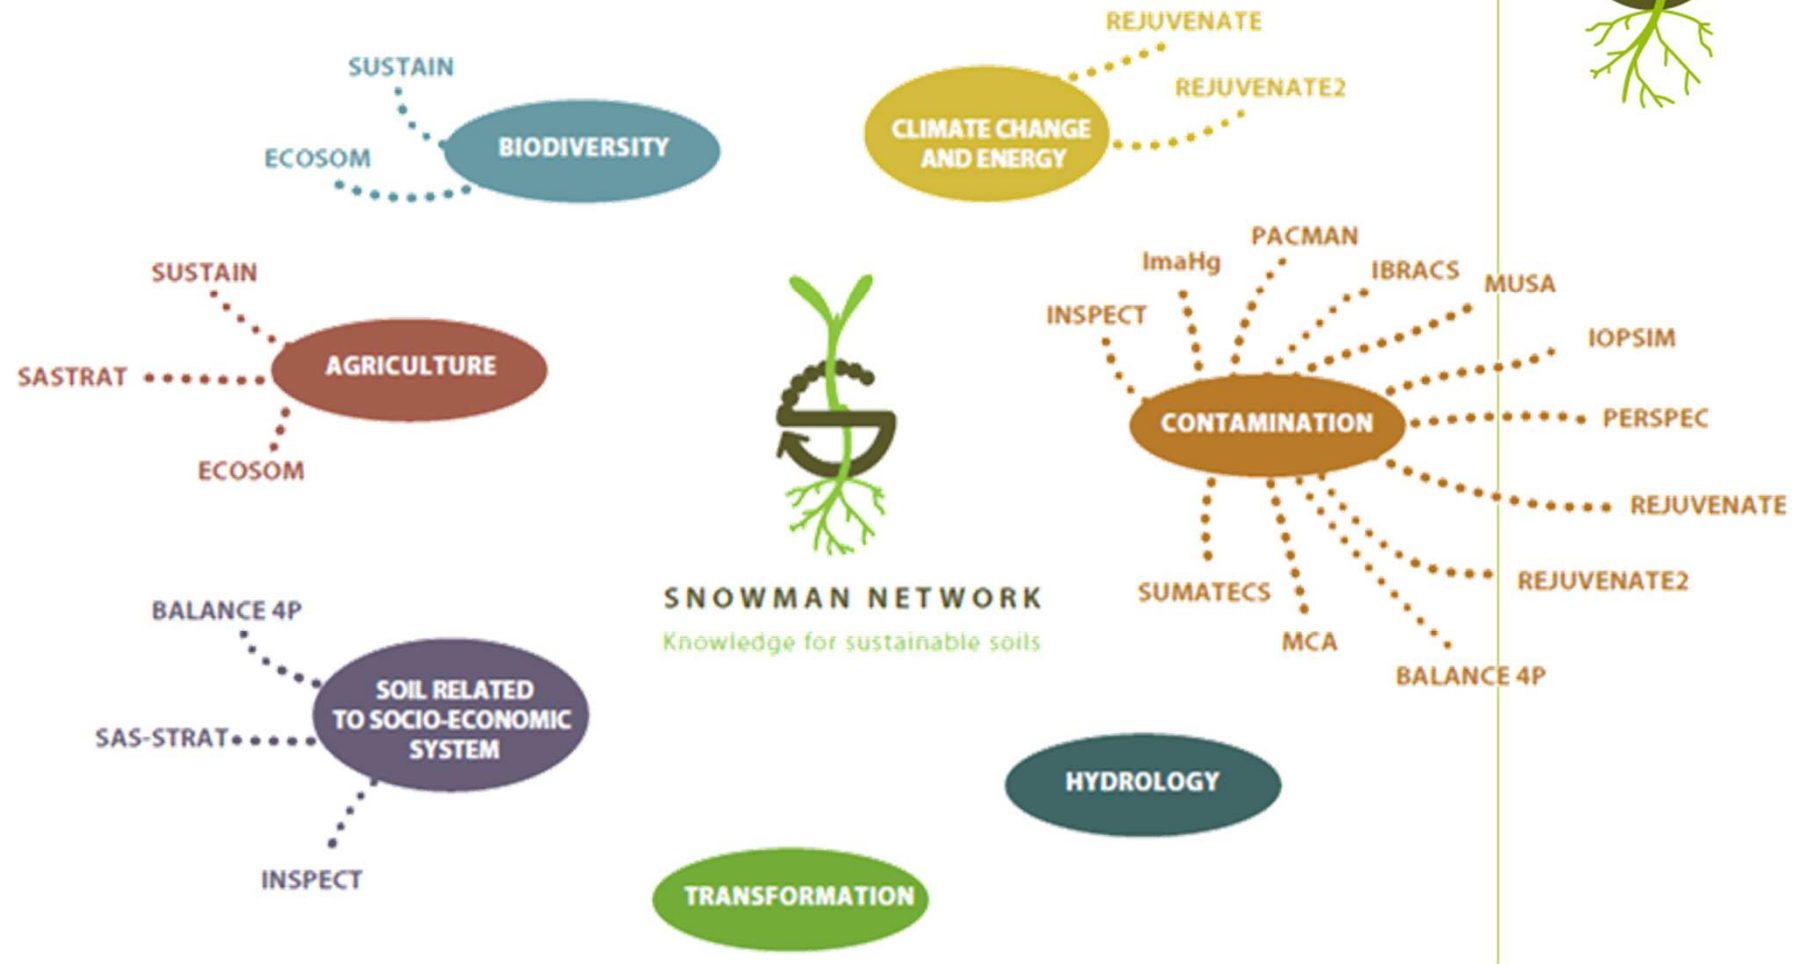 REJUVENATE
SUSTAIN
REJUVENATE2
CLIMATE CHANGE
AND ENERGY
BIODIVERSITY
ECOSOM
PACMAN
ImaHg
IBRACS
MUSA
SUSTAIN
INSPECT
IOPSIM
AGRICULTURE
SASTRAT
PERSPEC
CONTAMINATION
ECOSOM
REJUVENATE
REJUVENATE2
SUMATECS
SNOWMAN NETWORK
Knowledge for sustainable soils
MCA
BALANCE 4P
BALANCE 4P
SOIL RELATED
TO SOCIO-ECONOMIC
SYSTEM
SAS-STRAT
HYDROLOGY
INSPECT
TRANSFORMATION